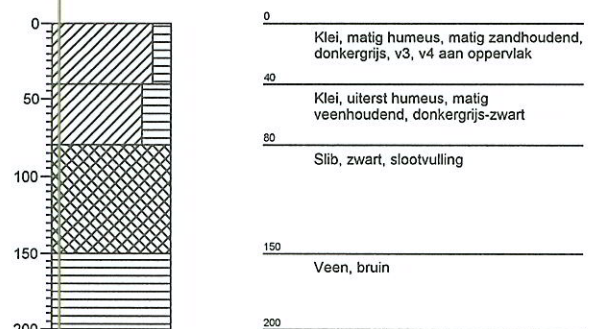 0
0
Klei, matig humeus, matig zandhoudend,
donkergrijs, v3, v4 aan oppervlak
40
50
Klei, uiterst humeus, matig
veenhoudend, donkergrijs-zwart
80
Slib, zwart, slootvulling
100
150
150
Veen, bruin
200
200